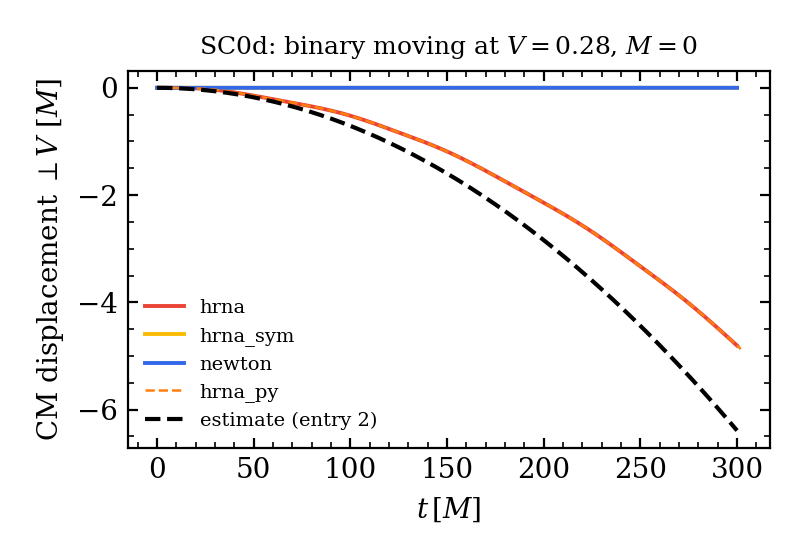 SC0d: binary moving at V = 0.28, M = 0
CM displacement ⊥ V [M]
0
−2
−4
−6
hrna
hrna_sym
newton
hrna_py
estimate (entry 2)
0 50 100 150 200 250 300
t [M]